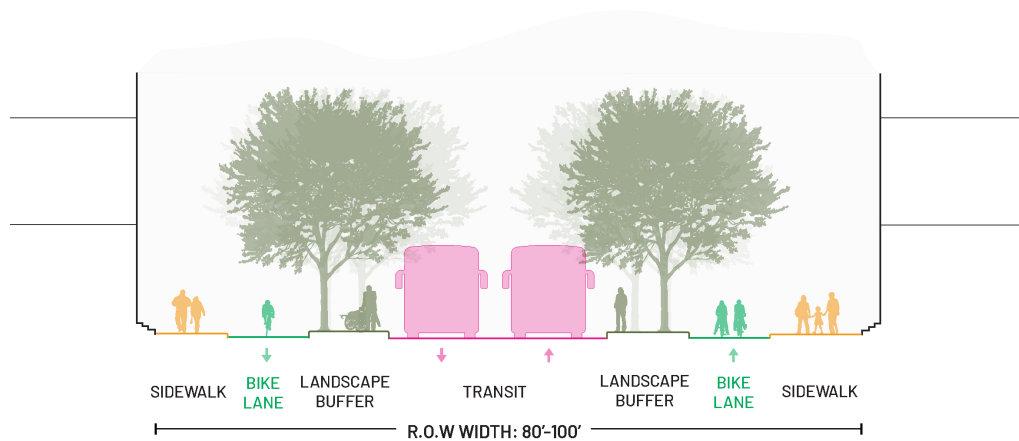 SIDEWALK
BIKE
LANE
LANDSCAPE
BUFFER
TRANSIT
LANDSCAPE
BUFFER
BIKE
LANE
SIDEWALK
R.O.W WIDTH: 80'-100'